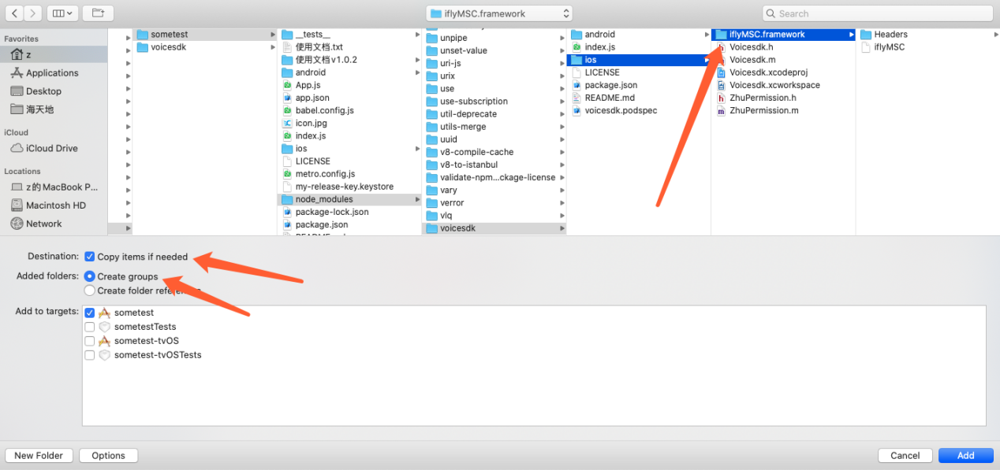 iflyMSC.framework
Search
Favorites
z
Applications
Desktop
海天地
iCloud
iCloud Drive
Locations
z的MacBook P...
Macintosh HD
Network
sometest
voicesdk
__tests__
使用文档.txt
使用文档v1.0.2
android
App.js
app.json
babel.config.js
icon.jpg
index.js
ios
LICENSE
metro.config.js
my-release-key.keystore
node_modules
package-lock.json
package.json
unpipe
unset-value
uri-js
urix
use
use-subscription
util-deprecate
utils-merge
uuid
v8-compile-cache
v8-to-istanbul
validate-npm...ckage-license
vary
verror
vlq
voicesdk
android
index.js
ios
LICENSE
package.json
README.md
voicesdk.podspec
iflyMSC.framework
Voicesdk.h
Voicesdk.m
Voicesdk.xcodeproj
Voicesdk.xcworkspace
ZhuPermission.h
ZhuPermission.m
Headers
iflyMSC
Destination: Copy items if needed
Added folders: Create groups
Create folder
Add to targets: sometest
sometestTests
sometest-tvOS
sometest-tvOSTests
New Folder
Options
Cancel
Add